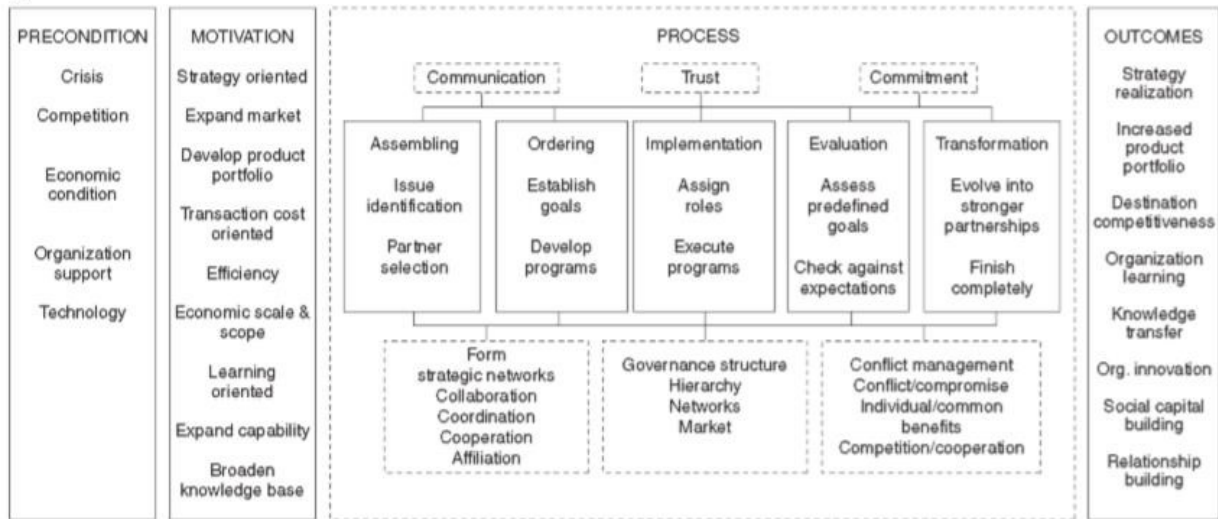 PRECONDITION
Crisis
Competition
Economic
condition
Organization
support
Technology
MOTIVATION
Strategy oriented
Expand market
Develop product
portfolio
Transaction cost
oriented
Efficiency
Economic scale &
scope
Learning
oriented
Expand capability
Broaden
knowledge base
PROCESS
Communication
Trust
Commitment
Assembling
Issue
identification
Partner
selection
Ordering
Establish
goals
Develop
programs
Implementation
Assign
roles
Execute
programs
Evaluation
Assess
predefined
goals
Check against
expectations
Transformation
Evolve into
stronger
partnerships
Finish
completely
Form
strategic networks
Collaboration
Coordination
Cooperation
Affiliation
Governance structure
Hierarchy
Networks
Market
Conflict management
Conflict/compromise
Individual/common
benefits
Competition/cooperation
OUTCOMES
Strategy
realization
Increased
product
portfolio
Destination
competitiveness
Organization
learning
Knowledge
transfer
Org. innovation
Social capital
building
Relationship
building